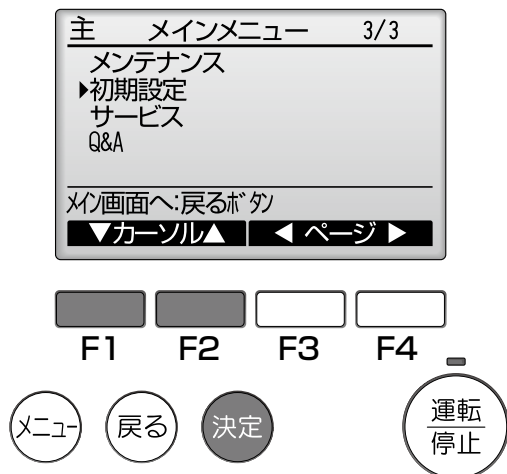 主 メインメニュー 3/3
メンテナンス
▶初期設定
サービス
Q&A
メイン画面へ:戻るボタン
▼カーソル▲ ◀ ページ ▶
F1 F2 F3 F4
メニュー 戻る 決定 運転
停止